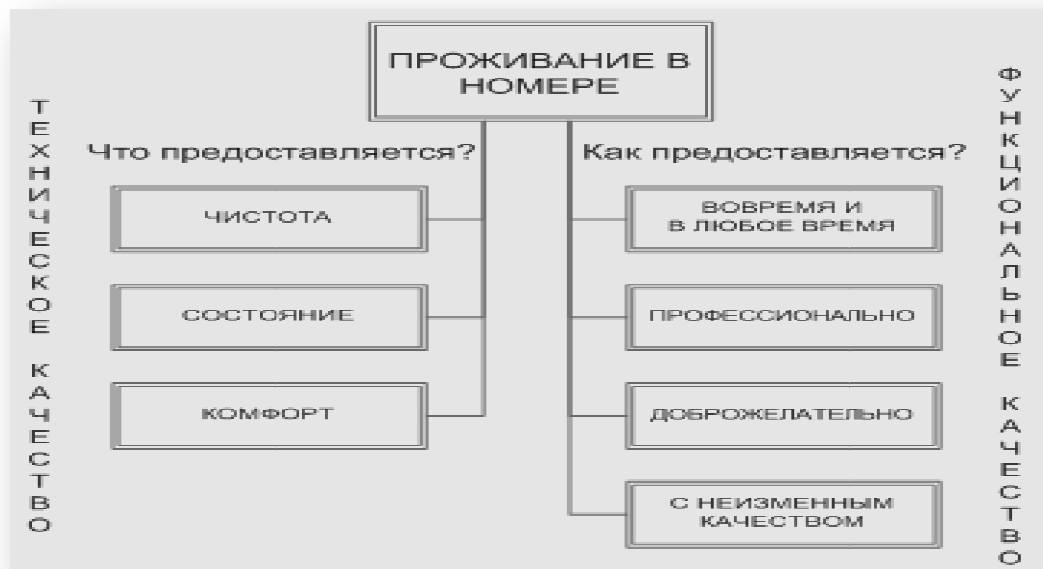 ПРОЖИВАНИЕ В
НОМЕРЕ
ТЕХНИЧЕСКОЕ КАЧЕСТВО
Что предоставляется?
ЧИСТОТА
СОСТОЯНИЕ
КОМФОРТ
Как предоставляется?
ВОВРЕМЯ И
В ЛЮБОЕ ВРЕМЯ
ПРОФЕССИОНАЛЬНО
ДОБРОЖЕЛАТЕЛЬНО
С НЕИЗМЕННЫМ
КАЧЕСТВОМ
ФУНКЦИОНАЛЬНОЕ КАЧЕСТВО